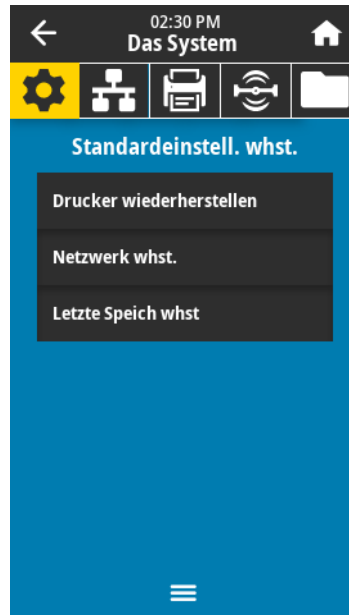 02:30 PM
Das System
Standardeinstell. whst.
Drucker wiederherstellen
Netzwerk whst.
Letzte Speich whst